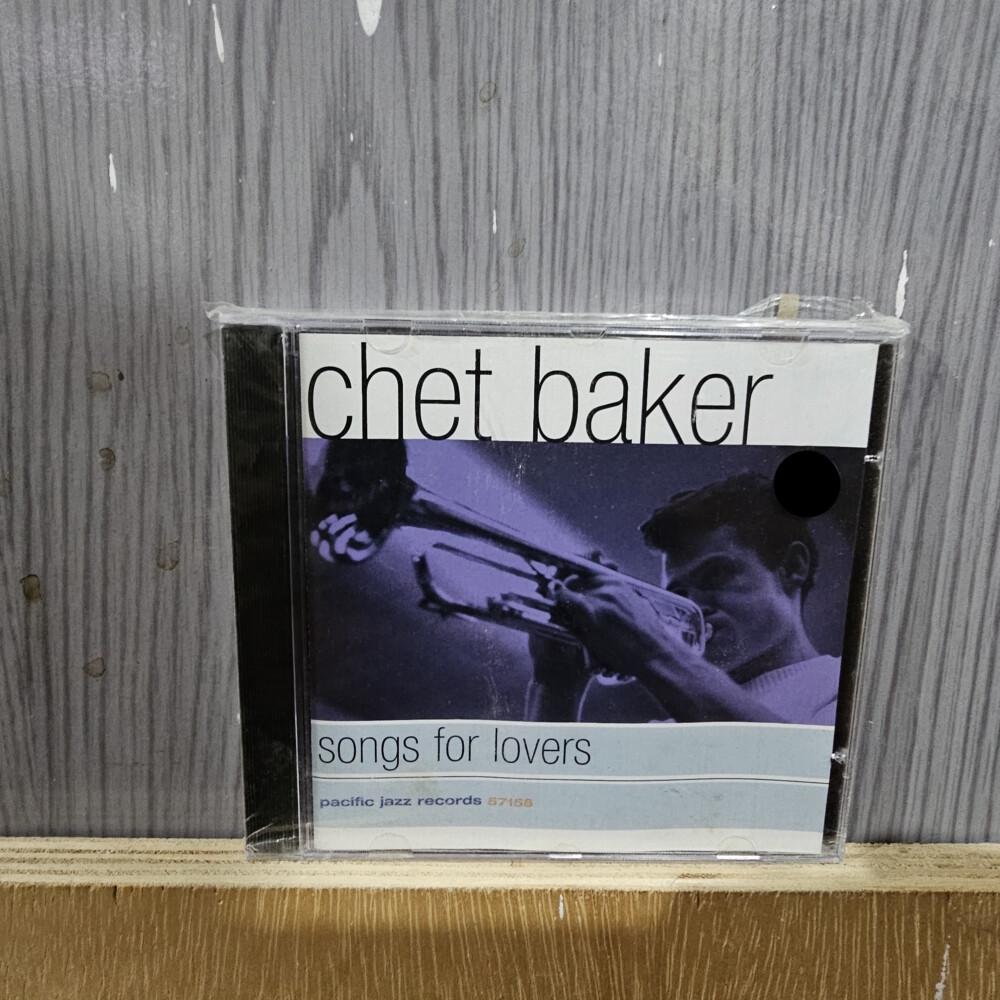 chet baker
songs for lovers
pacific jazz records 57158